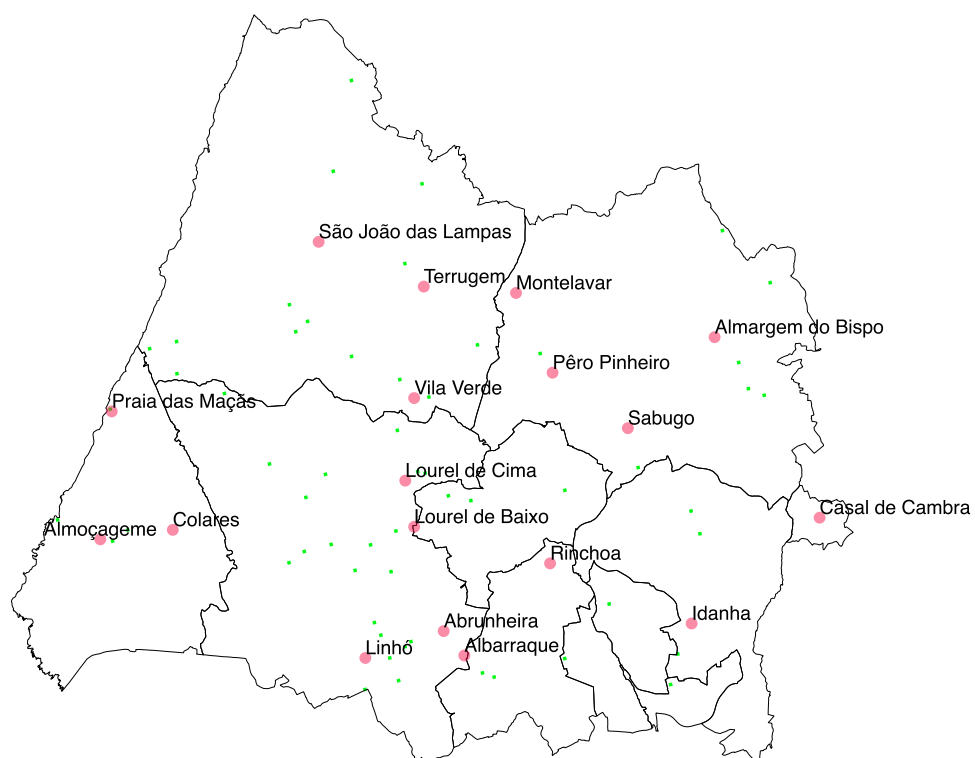 São João das Lampas
Terrugem
Montelavar
Almargem do Bispo
Pêro Pinheiro
Vila Verde
Praia das Maçãs
Sabugo
Lourel de Cima
Casal de Cambra
Lourel de Baixo
Colares
Almoçageme
Rinchoa
Idanha
Abrunheira
Albarraque
Linhó